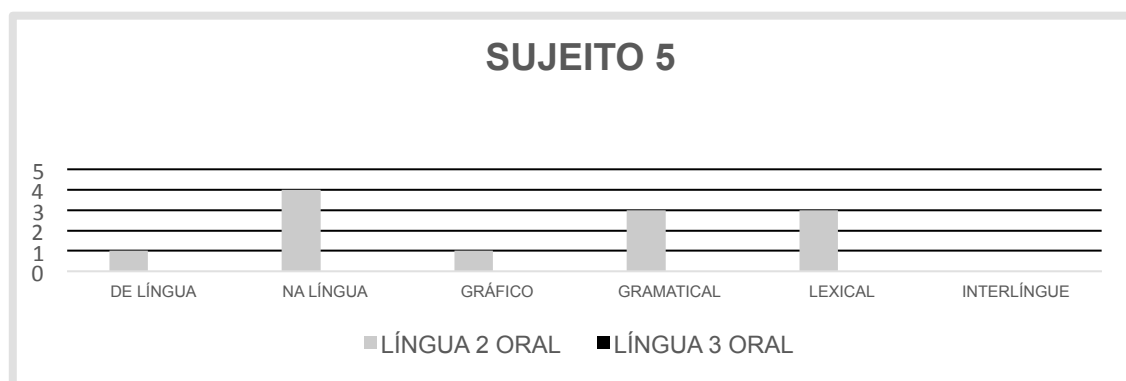 SUJEITO 5
5
4
3
2
1
0
DE LÍNGUA NA LÍNGUA GRÁFICO GRAMATICAL LEXICAL INTERLÍNGUE
LÍNGUA 2 ORAL LÍNGUA 3 ORAL